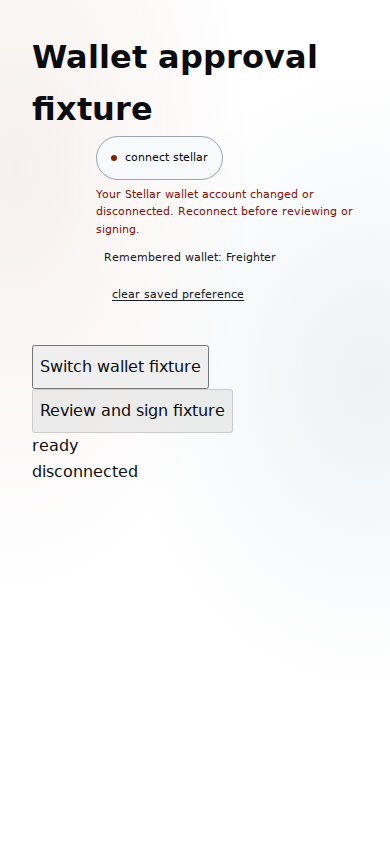 Wallet approval
fixture
connect stellar
Your Stellar wallet account changed or
disconnected. Reconnect before reviewing or
signing.
Remembered wallet: Freighter
clear saved preference
Switch wallet fixture
Review and sign fixture
ready
disconnected